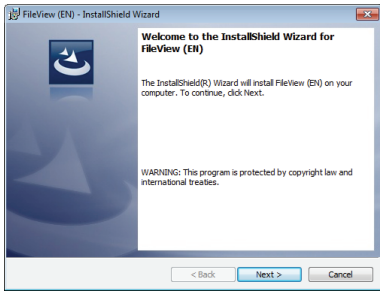 FileView (EN) - InstallShield Wizard
Welcome to the InstallShield Wizard for
FileView (EN)
The InstallShield(R) Wizard will install FileView (EN) on your
computer. To continue, click Next.
WARNING: This program is protected by copyright law and
international treaties.
< Back Next > Cancel